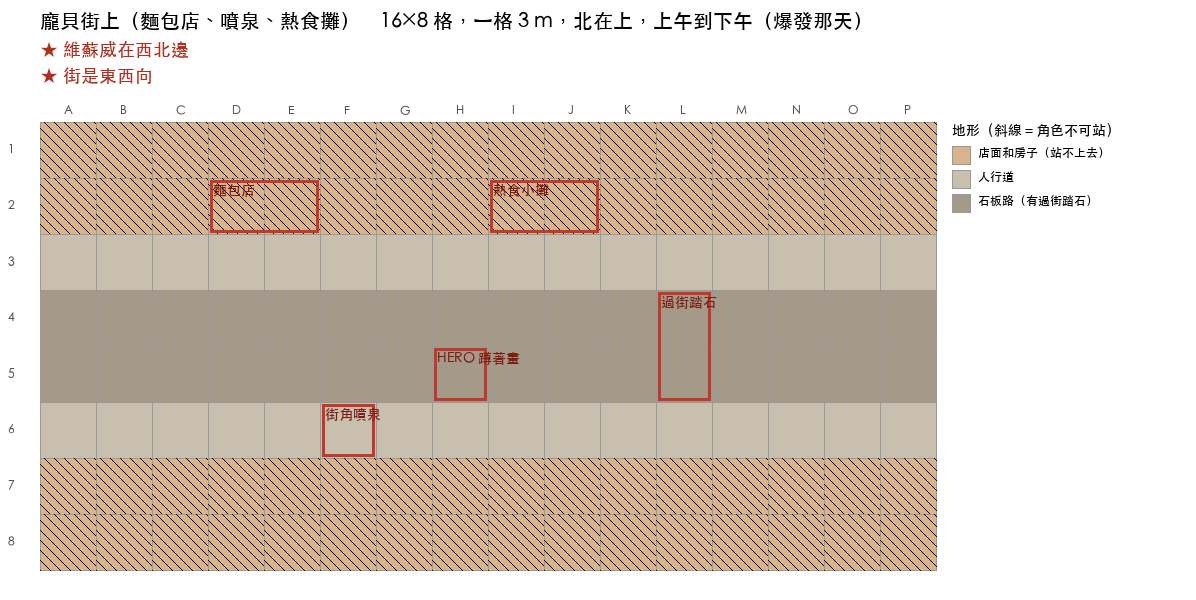 龐貝街上（麵包店、噴泉、熱食攤） 16×8 格，一格 3 m，北在上，上午到下午（爆發那天）
★ 維蘇威在西北邊
★ 街是東西向
A B C D E F G H I J K L M N O P
地形（斜線＝角色不可站）
店面和房子（站不上去）
人行道
石板路（有過街踏石）
1
2
麵包店
熱食小攤
3
4
過街踏石
5
HERO 蹲著畫
6
街角噴泉
7
8